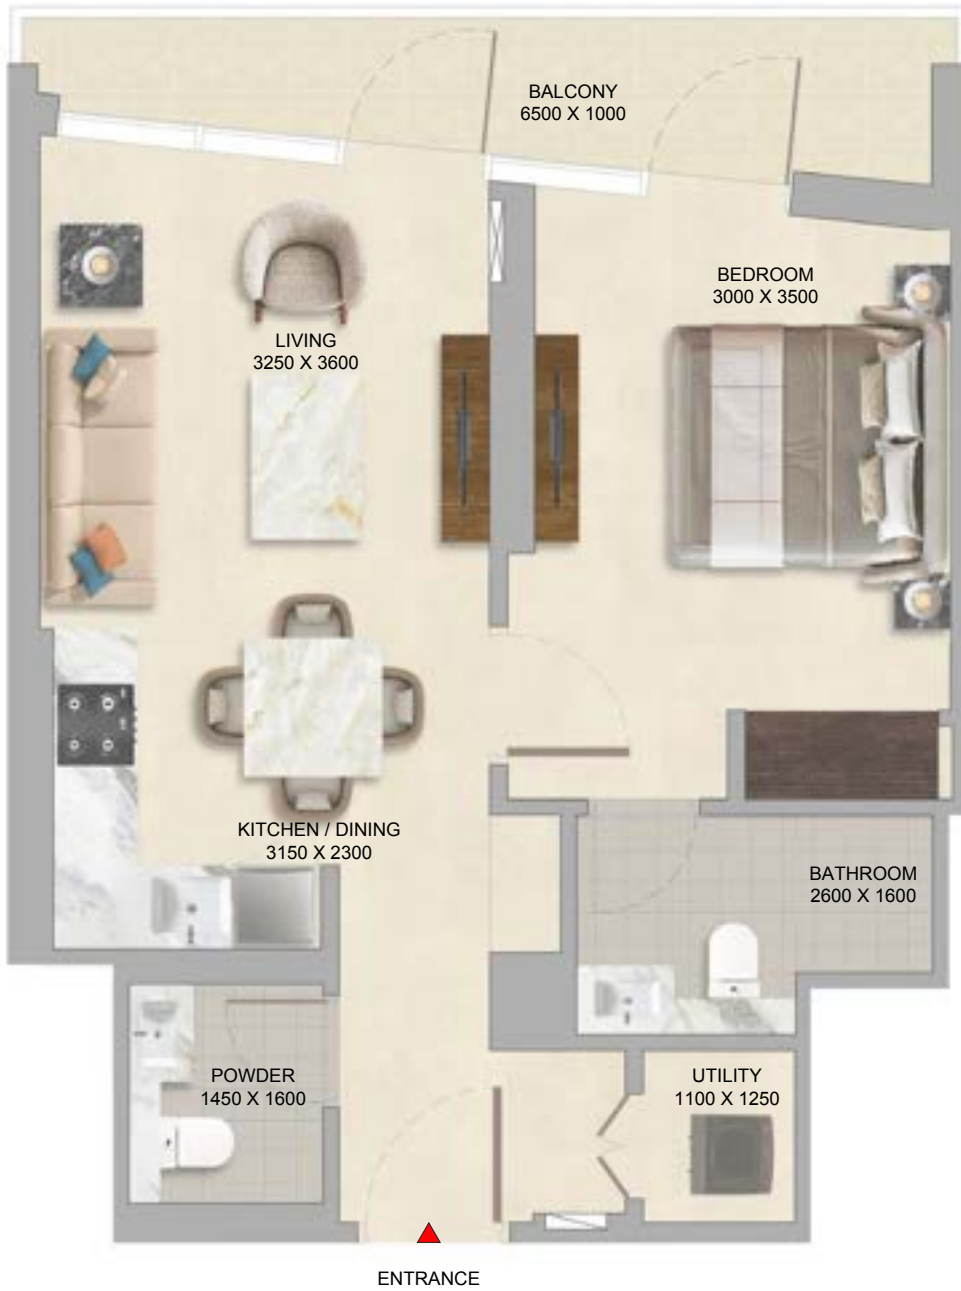 BALCONY
6500 X 1000
BEDROOM
3000 X 3500
LIVING
3250 X 3600
KITCHEN / DINING
3150 X 2300
BATHROOM
2600 X 1600
POWDER
1450 X 1600
UTILITY
1100 X 1250
ENTRANCE